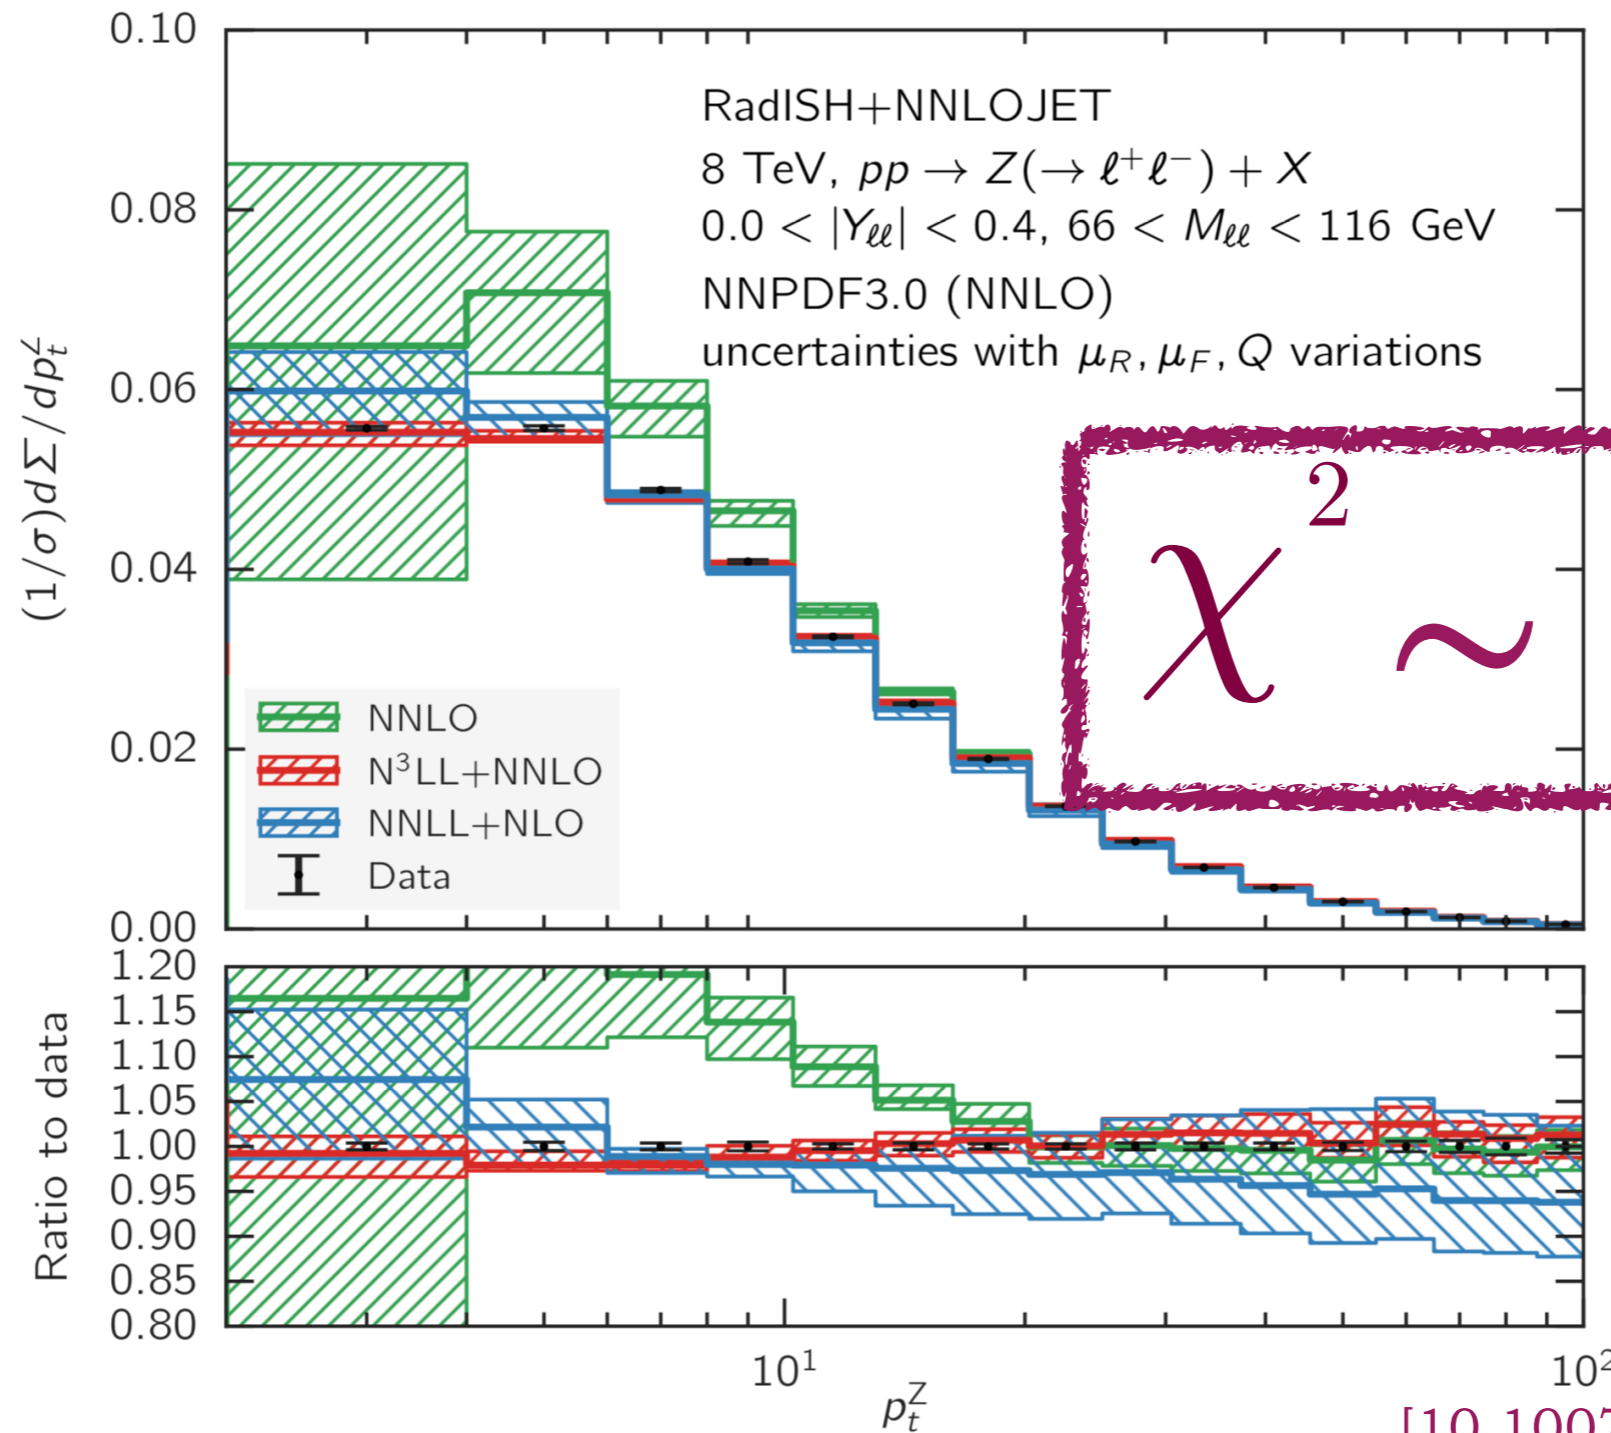 0.10
RadISH+NNLOJET
8 TeV, pp → Z(→ ℓ⁺ℓ⁻) + X
0.0 < |Yℓℓ| < 0.4, 66 < Mℓℓ < 116 GeV
NNPDF3.0 (NNLO)
uncertainties with μR, μF, Q variations
0.08
0.06
0.04
0.02
0.00
(1/σ)dΣ/dpₜᶻ
χ² ~
NNLO
N³LL+NNLO
NNLL+NLO
Data
1.20
1.15
1.10
1.05
1.00
0.95
0.90
0.85
0.80
Ratio to data
10¹
10²
pₜᶻ